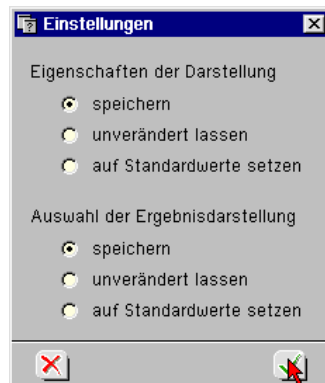 Einstellungen
Eigenschaften der Darstellung
speichern
unverändert lassen
auf Standardwerte setzen
Auswahl der Ergebnisdarstellung
speichern
unverändert lassen
auf Standardwerte setzen